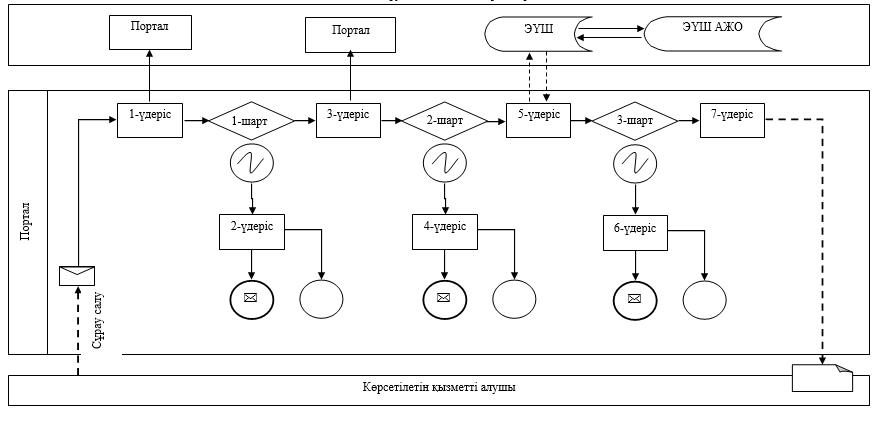 Портал
Портал
ЭҮШ
ЭҮШ АЖО
1-үдеріс
1-шарт
3-үдеріс
2-шарт
5-үдеріс
3-шарт
7-үдеріс
2-үдеріс
4-үдеріс
6-үдеріс
Портал
Сұрау салу
Көрсетілетін қызметті алушы